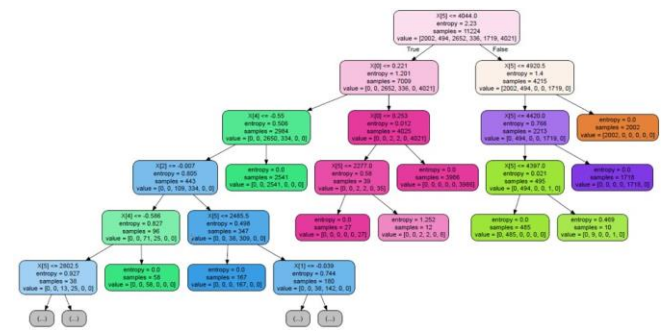 X[5] <= 4044.0
entropy = 2.23
samples = 11224
value = [2002, 494, 2652, 336, 1719, 4021]
True
False
X[0] <= 0.221
entropy = 1.201
samples = 7009
value = [0, 0, 2652, 336, 0, 4021]
X[5] <= 4920.5
entropy = 1.4
samples = 4215
value = [2002, 494, 0, 0, 1719, 0]
X[4] <= -0.55
entropy = 0.506
samples = 2984
value = [0, 0, 2650, 334, 0, 0]
X[0] <= 0.253
entropy = 0.012
samples = 4025
value = [0, 0, 2, 2, 0, 4021]
X[5] <= 4420.0
entropy = 0.766
samples = 2213
value = [0, 494, 0, 0, 1719, 0]
entropy = 0.0
samples = 2002
value = [2002, 0, 0, 0, 0, 0]
X[2] <= -0.007
entropy = 0.805
samples = 443
value = [0, 0, 109, 334, 0, 0]
entropy = 0.0
samples = 2541
value = [0, 0, 2541, 0, 0, 0]
X[5] <= 2277.0
entropy = 0.58
samples = 39
value = [0, 0, 2, 2, 0, 35]
entropy = 0.0
samples = 3986
value = [0, 0, 0, 0, 0, 3986]
X[5] <= 4397.0
entropy = 0.021
samples = 495
value = [0, 494, 0, 0, 1, 0]
entropy = 0.0
samples = 1718
value = [0, 0, 0, 0, 1718, 0]
X[4] <= -0.586
entropy = 0.827
samples = 96
value = [0, 0, 71, 25, 0, 0]
X[5] <= 2485.5
entropy = 0.498
samples = 347
value = [0, 0, 38, 309, 0, 0]
entropy = 0.0
samples = 27
value = [0, 0, 0, 0, 0, 27]
entropy = 1.252
samples = 12
value = [0, 0, 2, 2, 0, 8]
entropy = 0.0
samples = 485
value = [0, 485, 0, 0, 0, 0]
entropy = 0.469
samples = 10
value = [0, 9, 0, 0, 1, 0]
X[5] <= 2602.5
entropy = 0.927
samples = 38
value = [0, 0, 13, 25, 0, 0]
entropy = 0.0
samples = 58
value = [0, 0, 58, 0, 0, 0]
entropy = 0.0
samples = 167
value = [0, 0, 0, 167, 0, 0]
X[1] <= -0.039
entropy = 0.744
samples = 180
value = [0, 0, 38, 142, 0, 0]
(...)
(...)
(...)
(...)